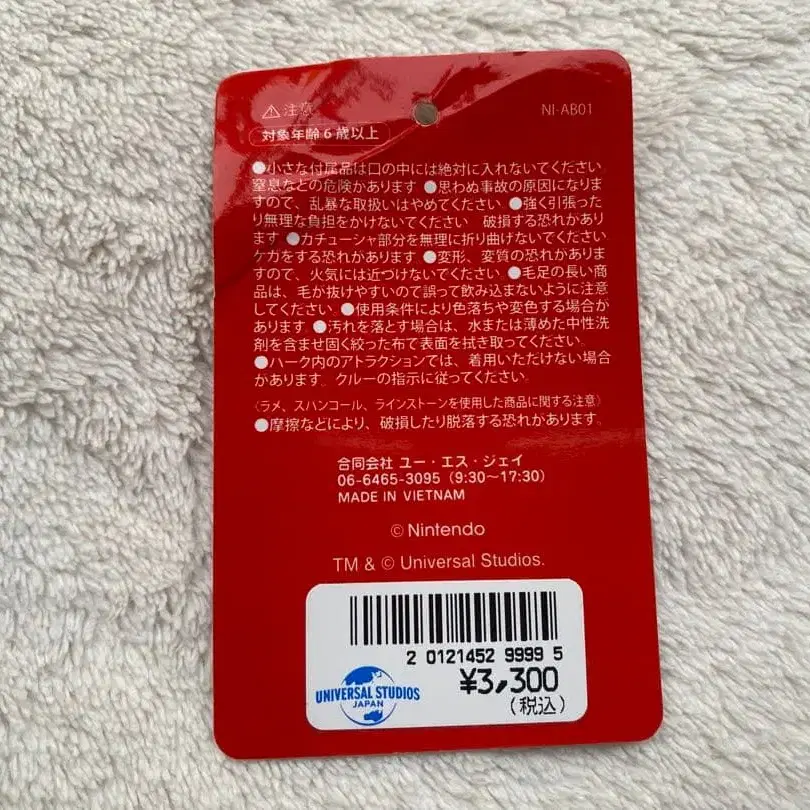 ⚠注意
NI-AB01
対象年齢6歳以上
●小さな付属品は口の中には絶対に入れないでください
窒息などの危険があります ●思わぬ事故の原因になりま
すので、乱暴な取扱いはやめてください ●強く引張った
り無理な負担をかけないでください 破損する恐れがあり
ます ●カチューシャ部分を無理に折り曲げないでください
ケガをする恐れがあります ●変形、変質の恐れがありま
すので、火気には近づけないでください ●毛足の長い商
品は、毛が抜けやすいので誤って飲み込まないように注意
してください ●使用条件により色落ちや変色する場合が
あります ●汚れを落とす場合は、水または薄めた中性洗
剤を含ませ固く絞った布で表面を拭き取ってください。
●パーク内のアトラクションでは、着用いただけない場合
があります。クルーの指示に従ってください。
〈ラメ、スパンコール、ラインストーンを使用した商品に関する注意〉
●摩擦などにより、破損したり脱落する恐れがあります。
合同会社 ユー・エス・ジェイ
06-6465-3095（9:30～17:30）
MADE IN VIETNAM
© Nintendo
TM & © Universal Studios.
2 0121452 9999 5
¥3,300
(税込)
UNIVERSAL STUDIOS
JAPAN